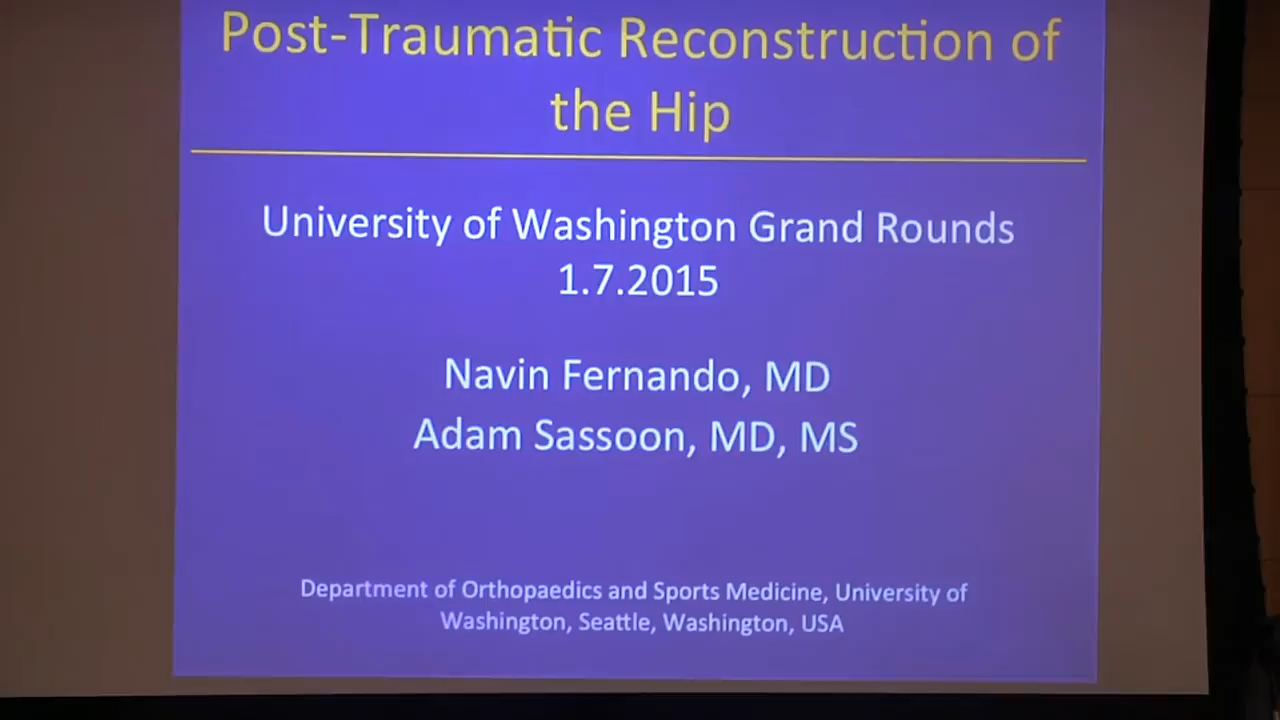 Post-Traumatic Reconstruction of
the Hip
University of Washington Grand Rounds
1.7.2015
Navin Fernando, MD
Adam Sassoon, MD, MS
Department of Orthopaedics and Sports Medicine, University of
Washington, Seattle, Washington, USA